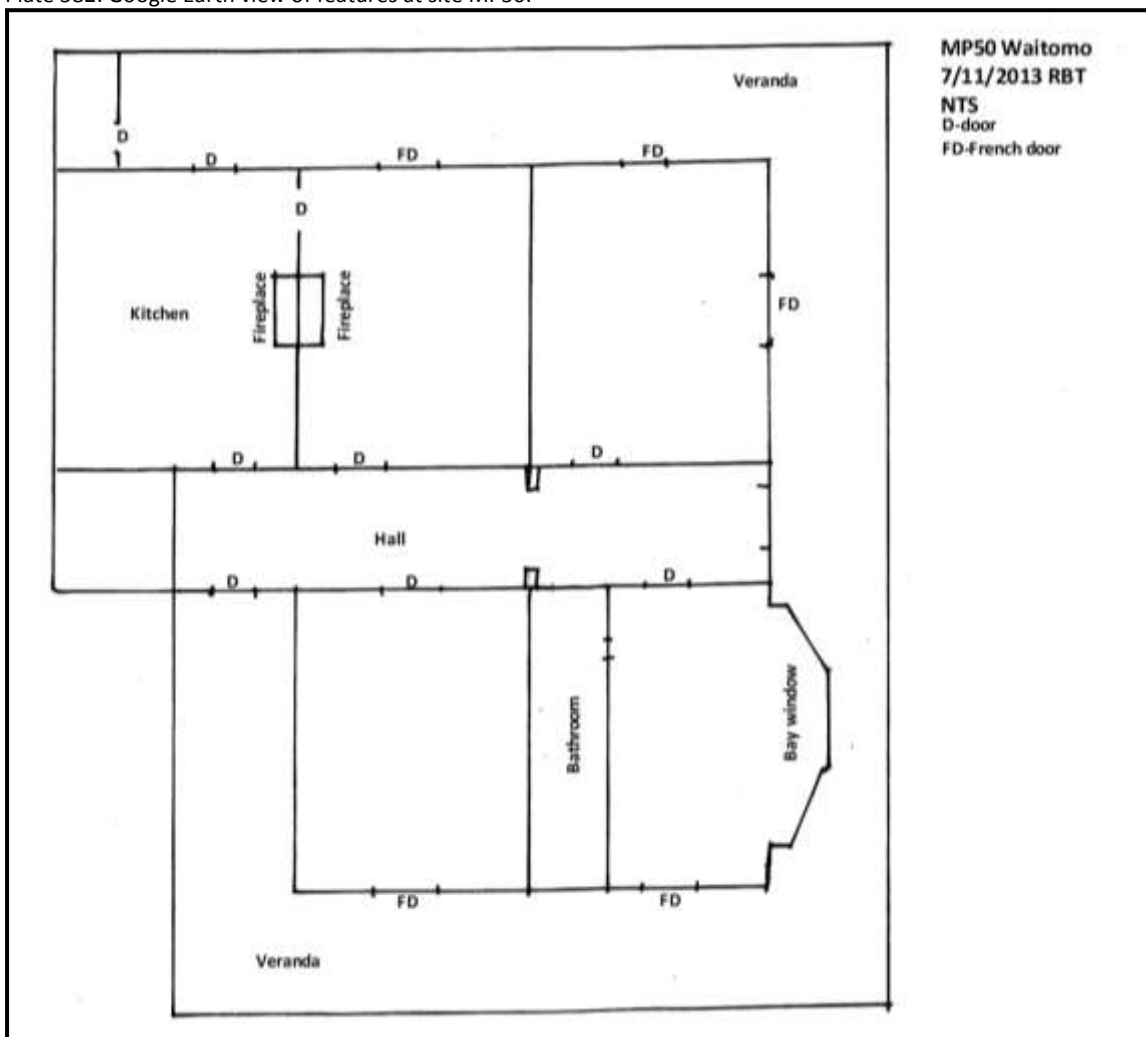 Plate Google Earth view of features at site MP50.
MP50 Waitomo
7/11/2013 RBT
NTS
D-door
FD-French door
Veranda
D
D
FD
FD
D
Kitchen
Fireplace
Fireplace
FD
D
D
D
Hall
D
D
D
Bathroom
Bay window
FD
FD
Veranda